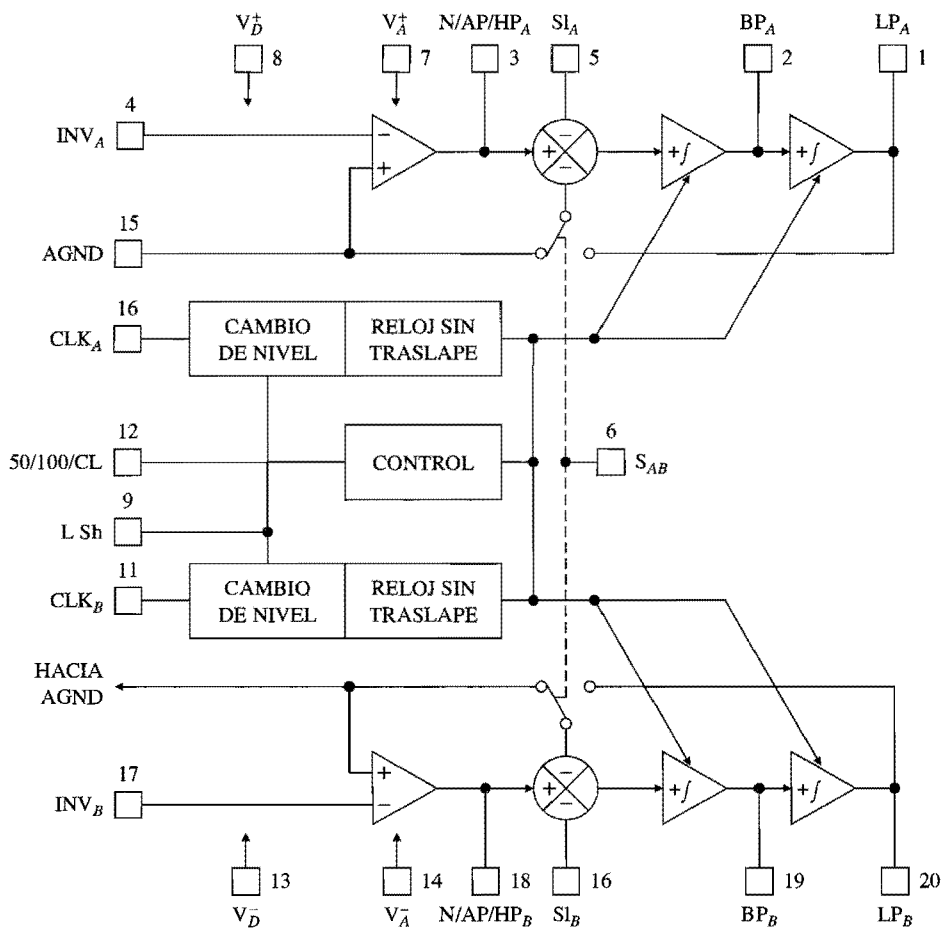 V_D^+
8
V_A^+
7
N/AP/HP_A
3
SI_A
5
BP_A
2
LP_A
1
4
INV_A
−
+
+
−
−
+∫
+∫
15
AGND
16
CLK_A
CAMBIO
DE NIVEL
RELOJ SIN
TRASLAPE
12
50/100/CL
CONTROL
6
S_AB
9
L Sh
11
CLK_B
CAMBIO
DE NIVEL
RELOJ SIN
TRASLAPE
HACIA
AGND
17
INV_B
+
−
−
+
−
+∫
+∫
13
V_D^-
14
V_A^-
18
N/AP/HP_B
16
SI_B
19
BP_B
20
LP_B